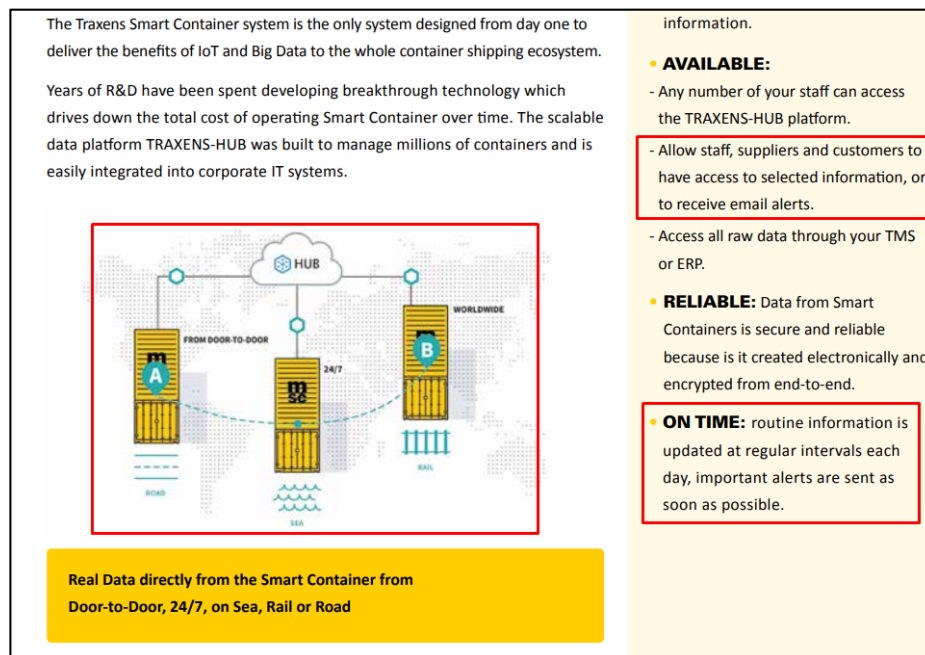 The Traxens Smart Container system is the only system designed from day one to
deliver the benefits of IoT and Big Data to the whole container shipping ecosystem.
Years of R&D have been spent developing breakthrough technology which
drives down the total cost of operating Smart Container over time. The scalable
data platform TRAXENS-HUB was built to manage millions of containers and is
easily integrated into corporate IT systems.
HUB
WORLDWIDE
FROM DOOR-TO-DOOR
m
A
24/7
m
sc
m
B
ROAD
SEA
RAIL
Real Data directly from the Smart Container from
Door-to-Door, 24/7, on Sea, Rail or Road
information.
• AVAILABLE:
- Any number of your staff can access
the TRAXENS-HUB platform.
- Allow staff, suppliers and customers to
have access to selected information, or
to receive email alerts.
- Access all raw data through your TMS
or ERP.
• RELIABLE: Data from Smart
Containers is secure and reliable
because is it created electronically and
encrypted from end-to-end.
• ON TIME: routine information is
updated at regular intervals each
day, important alerts are sent as
soon as possible.